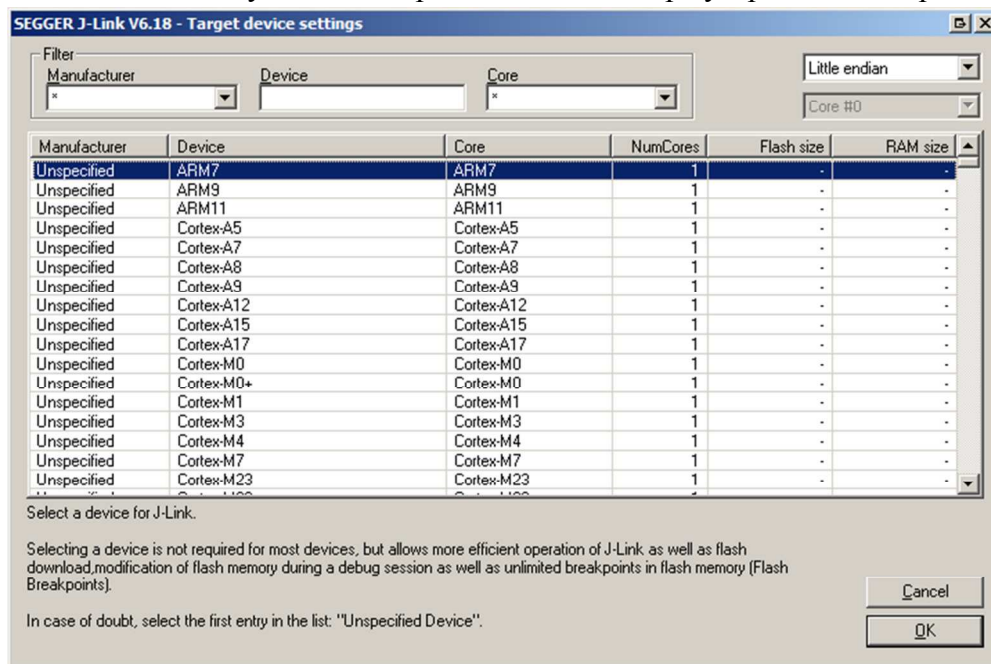 SEGGER J-Link V6.18 - Target device settings
Filter
Manufacturer Device Core
* *
Little endian
Core #0
Manufacturer Device Core NumCores Flash size RAM size
Unspecified ARM7 ARM7 1 - -
Unspecified ARM9 ARM9 1 - -
Unspecified ARM11 ARM11 1 - -
Unspecified Cortex-A5 Cortex-A5 1 - -
Unspecified Cortex-A7 Cortex-A7 1 - -
Unspecified Cortex-A8 Cortex-A8 1 - -
Unspecified Cortex-A9 Cortex-A9 1 - -
Unspecified Cortex-A12 Cortex-A12 1 - -
Unspecified Cortex-A15 Cortex-A15 1 - -
Unspecified Cortex-A17 Cortex-A17 1 - -
Unspecified Cortex-M0 Cortex-M0 1 - -
Unspecified Cortex-M0+ Cortex-M0 1 - -
Unspecified Cortex-M1 Cortex-M1 1 - -
Unspecified Cortex-M3 Cortex-M3 1 - -
Unspecified Cortex-M4 Cortex-M4 1 - -
Unspecified Cortex-M7 Cortex-M7 1 - -
Unspecified Cortex-M23 Cortex-M23 1 - -
Select a device for J-Link.
Selecting a device is not required for most devices, but allows more efficient operation of J-Link as well as flash
download,modification of flash memory during a debug session as well as unlimited breakpoints in flash memory (Flash
Breakpoints).
In case of doubt, select the first entry in the list: "Unspecified Device".
Cancel
OK